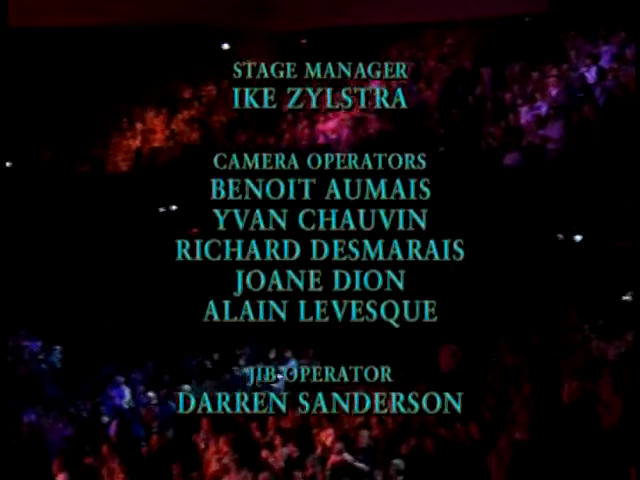 STAGE MANAGER
IKE ZYLSTRA
CAMERA OPERATORS
BENOIT AUMAIS
YVAN CHAUVIN
RICHARD DESMARAIS
JOANE DION
ALAIN LEVESQUE
JIB OPERATOR
DARREN SANDERSON